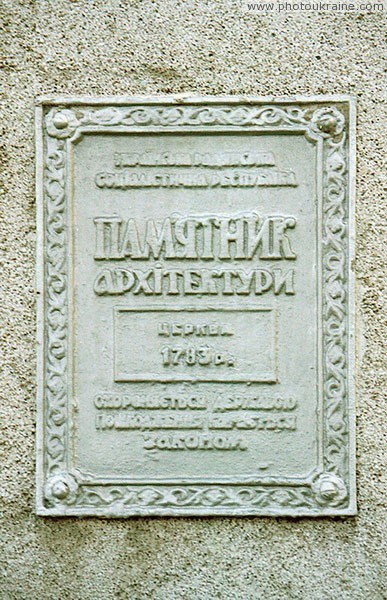 www.photoukraine.com
УКРАЇНСЬКА РАДЯНСЬКА
СОЦІАЛІСТИЧНА РЕСПУБЛІКА
ПАМ'ЯТНИК
АРХІТЕКТУРИ
ЦЕРКВА
1783 р.
ОХОРОНЯЄТЬСЯ ДЕРЖАВОЮ
ПОШКОДЖЕННЯ КАРАЄТЬСЯ
ЗАКОНОМ